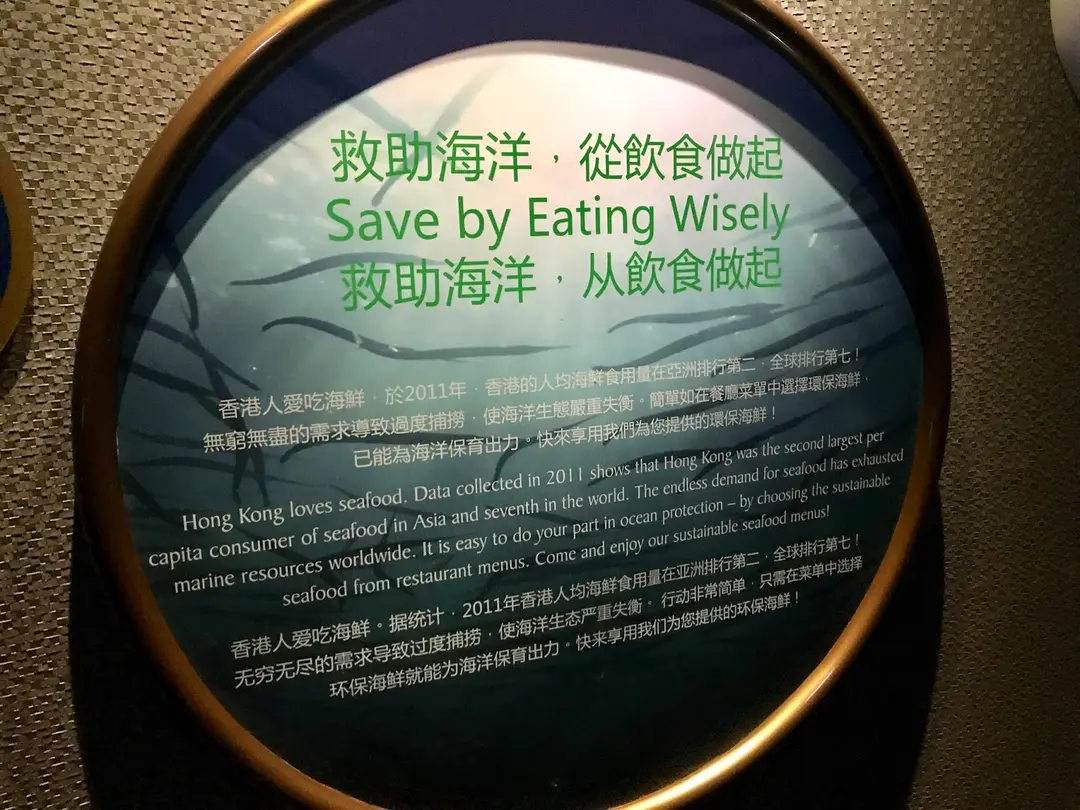 救助海洋，從飲食做起
Save by Eating Wisely
救助海洋，从飲食做起
香港人愛吃海鮮，於2011年，香港的人均海鮮食用量在亞洲排行第二，全球排行第七！
無窮無盡的需求導致過度捕撈，使海洋生態嚴重失衡。簡單如在餐廳菜單中選擇環保海鮮，
已能為海洋保育出力。快來享用我們為您提供的環保海鮮！
Hong Kong loves seafood. Data collected in 2011 shows that Hong Kong was the second largest per
capita consumer of seafood in Asia and seventh in the world. The endless demand for seafood has exhausted
marine resources worldwide. It is easy to do your part in ocean protection – by choosing the sustainable
seafood from restaurant menus. Come and enjoy our sustainable seafood menus!
香港人爱吃海鲜。据统计，2011年香港人均海鲜食用量在亚洲排行第二，全球排行第七！
无穷无尽的需求导致过度捕捞，使海洋生态严重失衡。行动非常简单，只需在菜单中选择
环保海鲜就能为海洋保育出力。快来享用我们为您提供的环保海鲜！